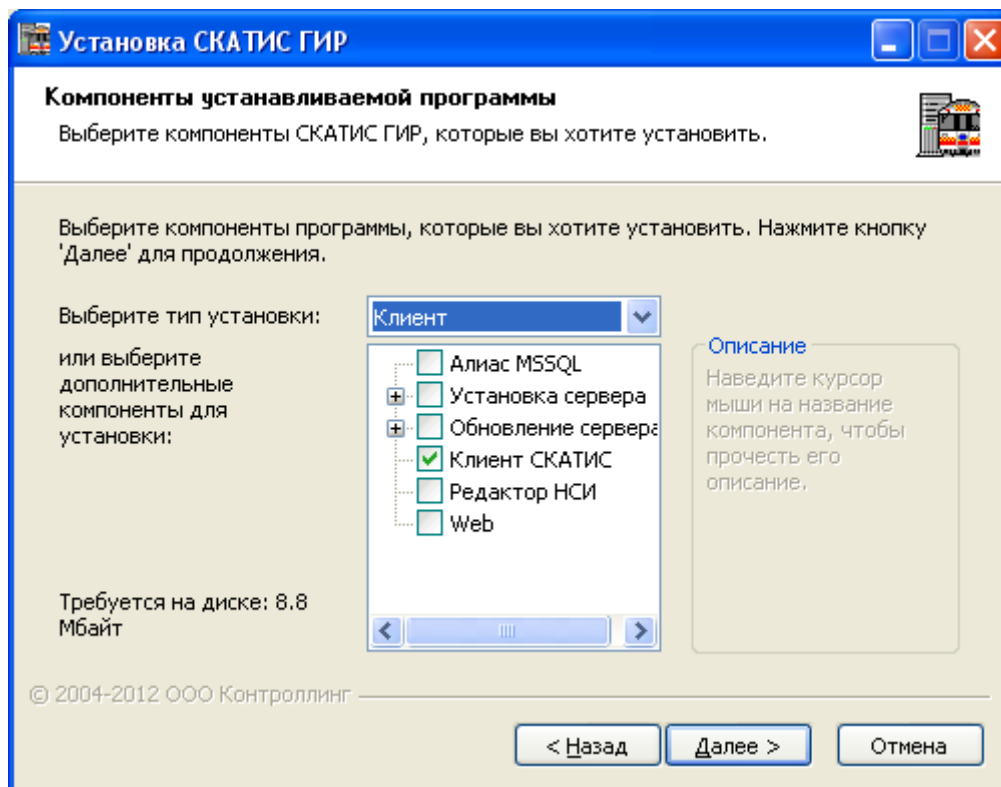 Установка СКАТИС ГИР
Компоненты устанавливаемой программы
Выберите компоненты СКАТИС ГИР, которые вы хотите установить.
Выберите компоненты программы, которые вы хотите установить. Нажмите кнопку
'Далее' для продолжения.
Выберите тип установки:
Клиент
или выберите
дополнительные
компоненты для
установки:
Алиас MSSQL
Установка сервера
Обновление сервера
Клиент СКАТИС
Редактор НСИ
Web
Описание
Наведите курсор
мыши на название
компонента, чтобы
прочесть его
описание.
Требуется на диске: 8.8
Мбайт
© 2004-2012 ООО Контроллинг
< Назад
Далее >
Отмена